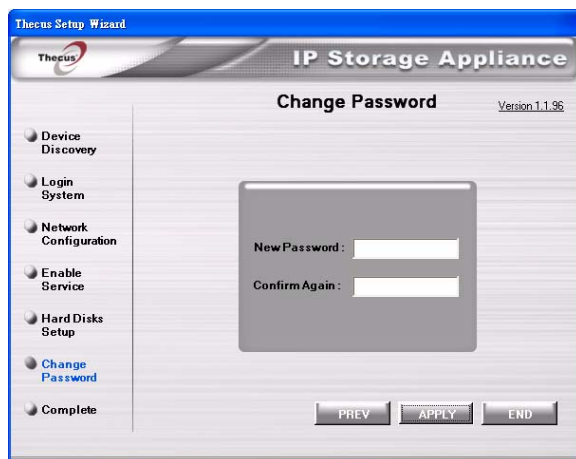 Thecus Setup Wizard
Thecus
IP Storage Appliance
Change Password
Version 1.1.96
Device
Discovery
Login
System
Network
Configuration
Enable
Service
Hard Disks
Setup
Change
Password
Complete
New Password :
Confirm Again :
PREV
APPLY
END